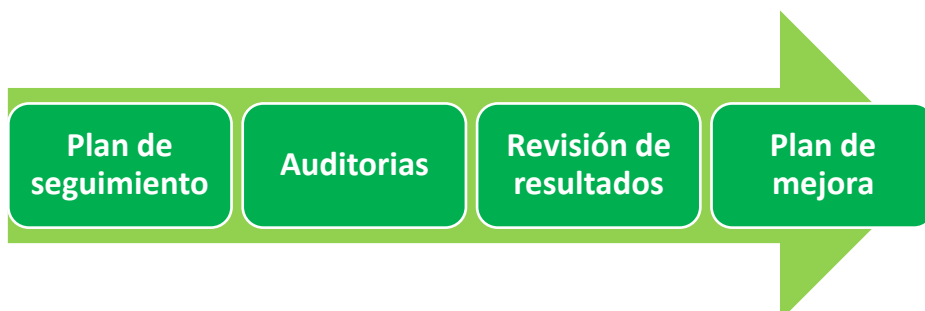 Plan de
seguimiento
Auditorias
Revisión de
resultados
Plan de
mejora